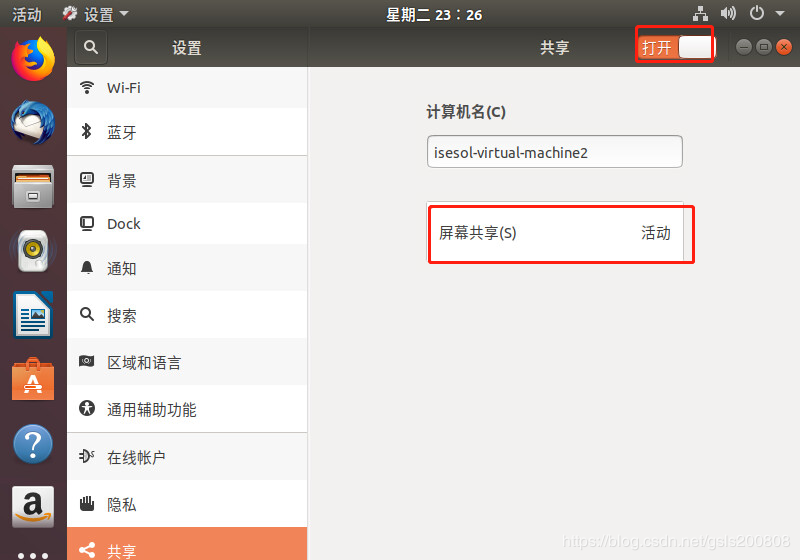 活动 设置 星期二 23：26
设置 共享 打开
Wi-Fi
蓝牙
背景
Dock
通知
搜索
区域和语言
通用辅助功能
在线帐户
隐私
共享
计算机名(C)
isesol-virtual-machine2
屏幕共享(S) 活动
https://blog.csdn.net/gsls200808